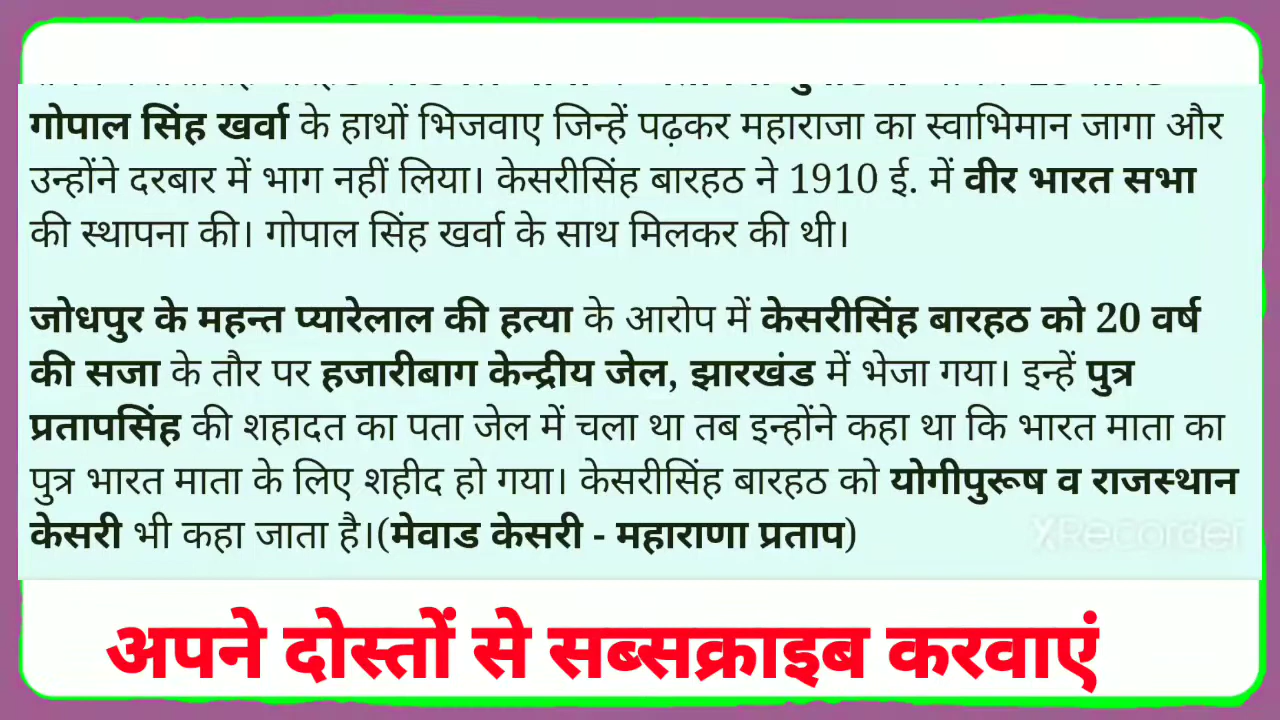 गोपाल सिंह खर्वा के हाथों भिजवाए जिन्हें पढ़कर महाराजा का स्वाभिमान जागा और
उन्होंने दरबार में भाग नहीं लिया। केसरीसिंह बारहठ ने 1910 ई. में वीर भारत सभा
की स्थापना की। गोपाल सिंह खर्वा के साथ मिलकर की थी।
जोधपुर के महन्त प्यारेलाल की हत्या के आरोप में केसरीसिंह बारहठ को 20 वर्ष
की सजा के तौर पर हजारीबाग केन्द्रीय जेल, झारखंड में भेजा गया। इन्हें पुत्र
प्रतापसिंह की शहादत का पता जेल में चला था तब इन्होंने कहा था कि भारत माता का
पुत्र भारत माता के लिए शहीद हो गया। केसरीसिंह बारहठ को योगीपुरूष व राजस्थान
केसरी भी कहा जाता है।(मेवाड केसरी - महाराणा प्रताप)
XRecorder
अपने दोस्तों से सब्सक्राइब करवाएं